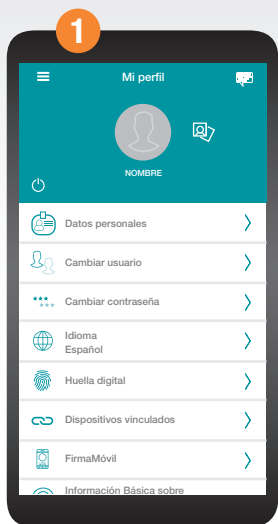 1
Mi perfil
NOMBRE
Datos personales
Cambiar usuario
Cambiar contraseña
Idioma
Español
Huella digital
Dispositivos vinculados
FirmaMóvil
Información Básica sobre